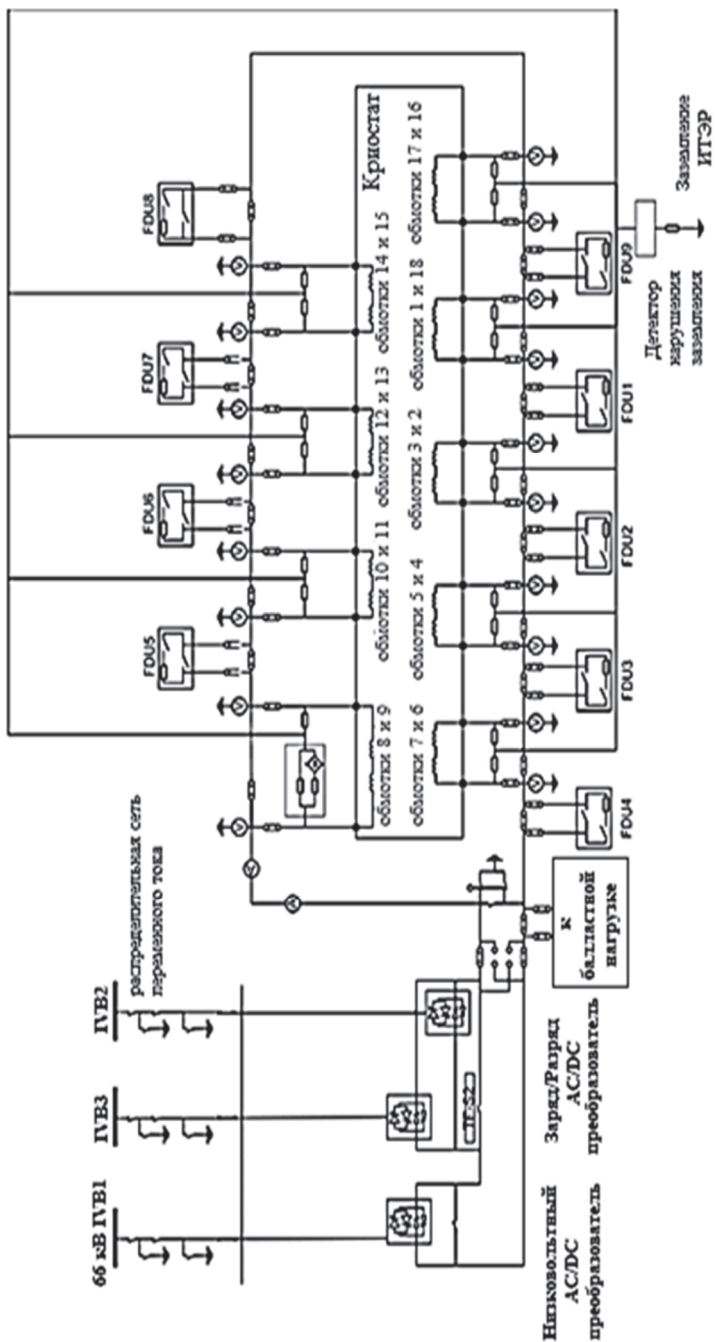 66 кВ IVB1
IVB3
IVB2
распределительная сеть
переменного тока
FDU5
FDU6
FDU7
FDU8
Криостат
обмотки 8 и 9
обмотки 10 и 11
обмотки 12 и 13
обмотки 14 и 15
обмотки 7 и 6
обмотки 5 и 4
обмотки 3 и 2
обмотки 1 и 18
обмотки 17 и 16
TF-S2
FDU4
FDU3
FDU2
FDU1
FDU9
Низковольтный
AC/DC
преобразователь
Заряд/Разряд
AC/DC
преобразователь
к
балластной
нагрузке
Детектор
нарушения
заземления
Заземление
ИТЭР